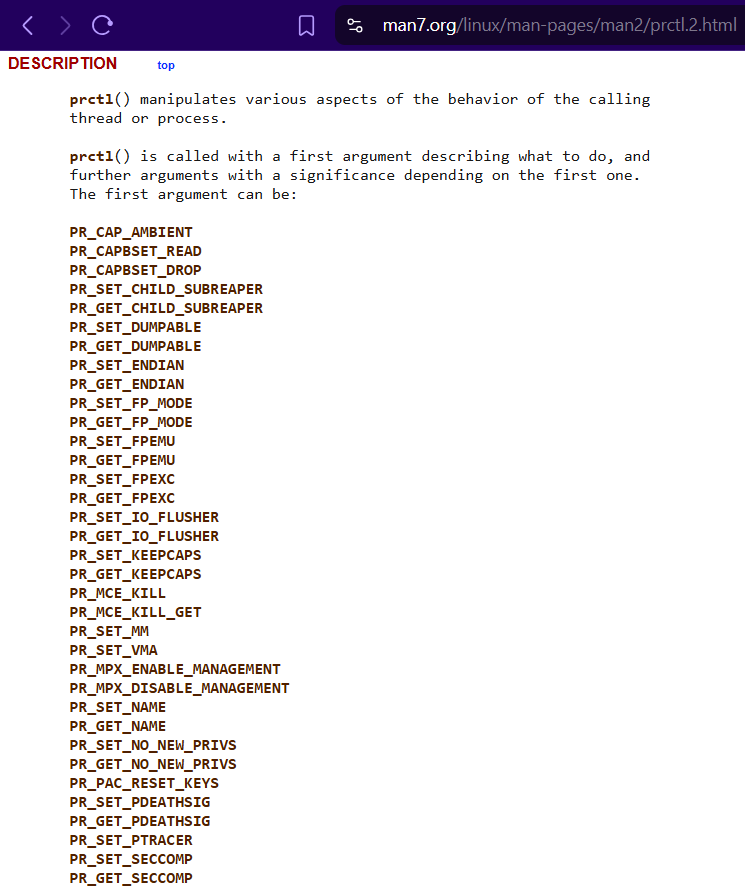 man7.org/linux/man-pages/man2/prctl.2.html
DESCRIPTION top
prctl() manipulates various aspects of the behavior of the calling
thread or process.
prctl() is called with a first argument describing what to do, and
further arguments with a significance depending on the first one.
The first argument can be:
PR_CAP_AMBIENT
PR_CAPBSET_READ
PR_CAPBSET_DROP
PR_SET_CHILD_SUBREAPER
PR_GET_CHILD_SUBREAPER
PR_SET_DUMPABLE
PR_GET_DUMPABLE
PR_SET_ENDIAN
PR_GET_ENDIAN
PR_SET_FP_MODE
PR_GET_FP_MODE
PR_SET_FPEMU
PR_GET_FPEMU
PR_SET_FPEXC
PR_GET_FPEXC
PR_SET_IO_FLUSHER
PR_GET_IO_FLUSHER
PR_SET_KEEPCAPS
PR_GET_KEEPCAPS
PR_MCE_KILL
PR_MCE_KILL_GET
PR_SET_MM
PR_SET_VMA
PR_MPX_ENABLE_MANAGEMENT
PR_MPX_DISABLE_MANAGEMENT
PR_SET_NAME
PR_GET_NAME
PR_SET_NO_NEW_PRIVS
PR_GET_NO_NEW_PRIVS
PR_PAC_RESET_KEYS
PR_SET_PDEATHSIG
PR_GET_PDEATHSIG
PR_SET_PTRACER
PR_SET_SECCOMP
PR_GET_SECCOMP